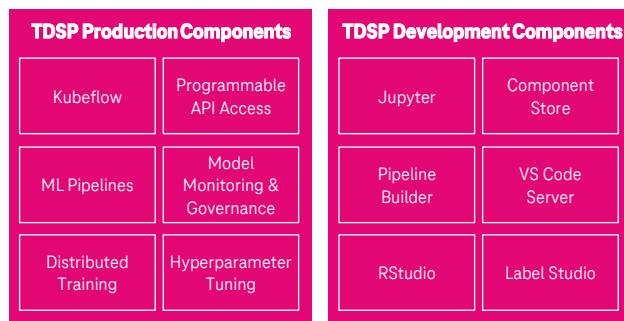 TDSP Production Components
Kubeflow
Programmable
API Access
ML Pipelines
Model
Monitoring &
Governance
Distributed
Training
Hyperparameter
Tuning
TDSP Development Components
Jupyter
Component
Store
Pipeline
Builder
VS Code
Server
RStudio
Label Studio